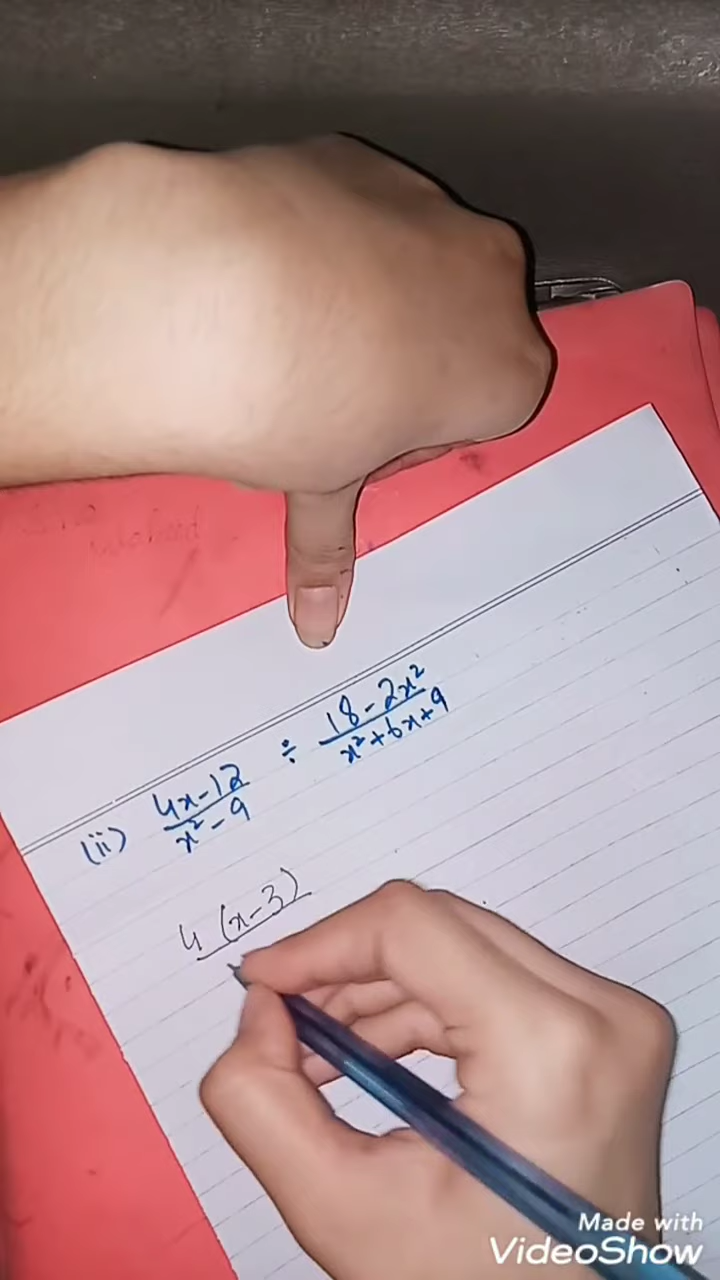 (ii) 4x-12/x²-9 ÷ 18-2x²/x²+6x+9
4(x-3)
Made with
VideoShow